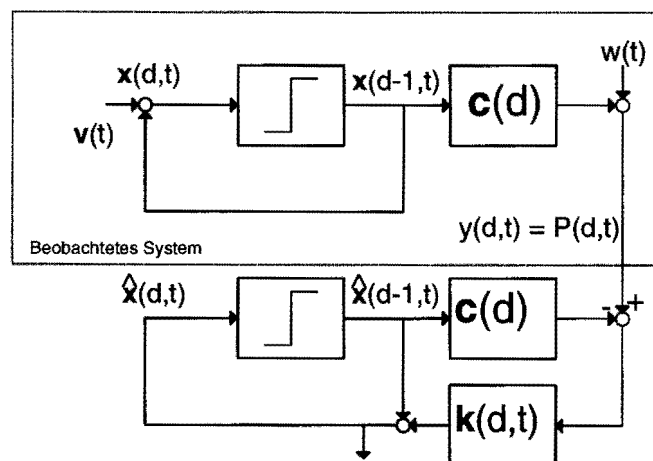 w(t)
x(d,t)
x(d-1,t)
c(d)
v(t)
y(d,t) = P(d,t)
Beobachtetes System
x̂(d,t)
x̂(d-1,t)
c(d)
- +
k(d,t)